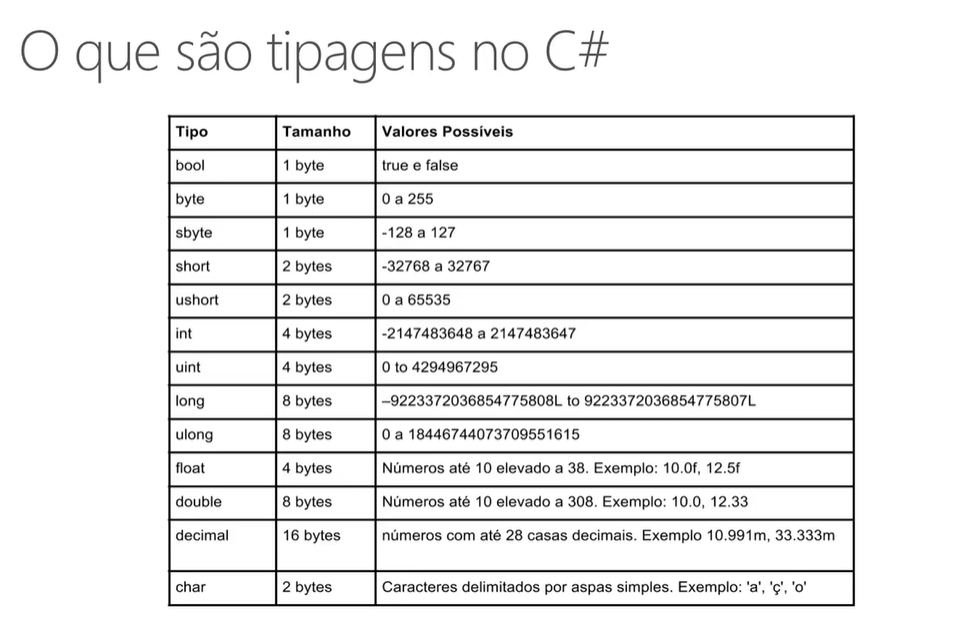 O que são tipagens no C#
Tipo Tamanho Valores Possíveis
bool 1 byte true e false
byte 1 byte 0 a 255
sbyte 1 byte -128 a 127
short 2 bytes -32768 a 32767
ushort 2 bytes 0 a 65535
int 4 bytes -2147483648 a 2147483647
uint 4 bytes 0 to 4294967295
long 8 bytes –9223372036854775808L to 9223372036854775807L
ulong 8 bytes 0 a 18446744073709551615
float 4 bytes Números até 10 elevado a 38. Exemplo: 10.0f, 12.5f
double 8 bytes Números até 10 elevado a 308. Exemplo: 10.0, 12.33
decimal 16 bytes números com até 28 casas decimais. Exemplo 10.991m, 33.333m
char 2 bytes Caracteres delimitados por aspas simples. Exemplo: 'a', 'ç', 'o'